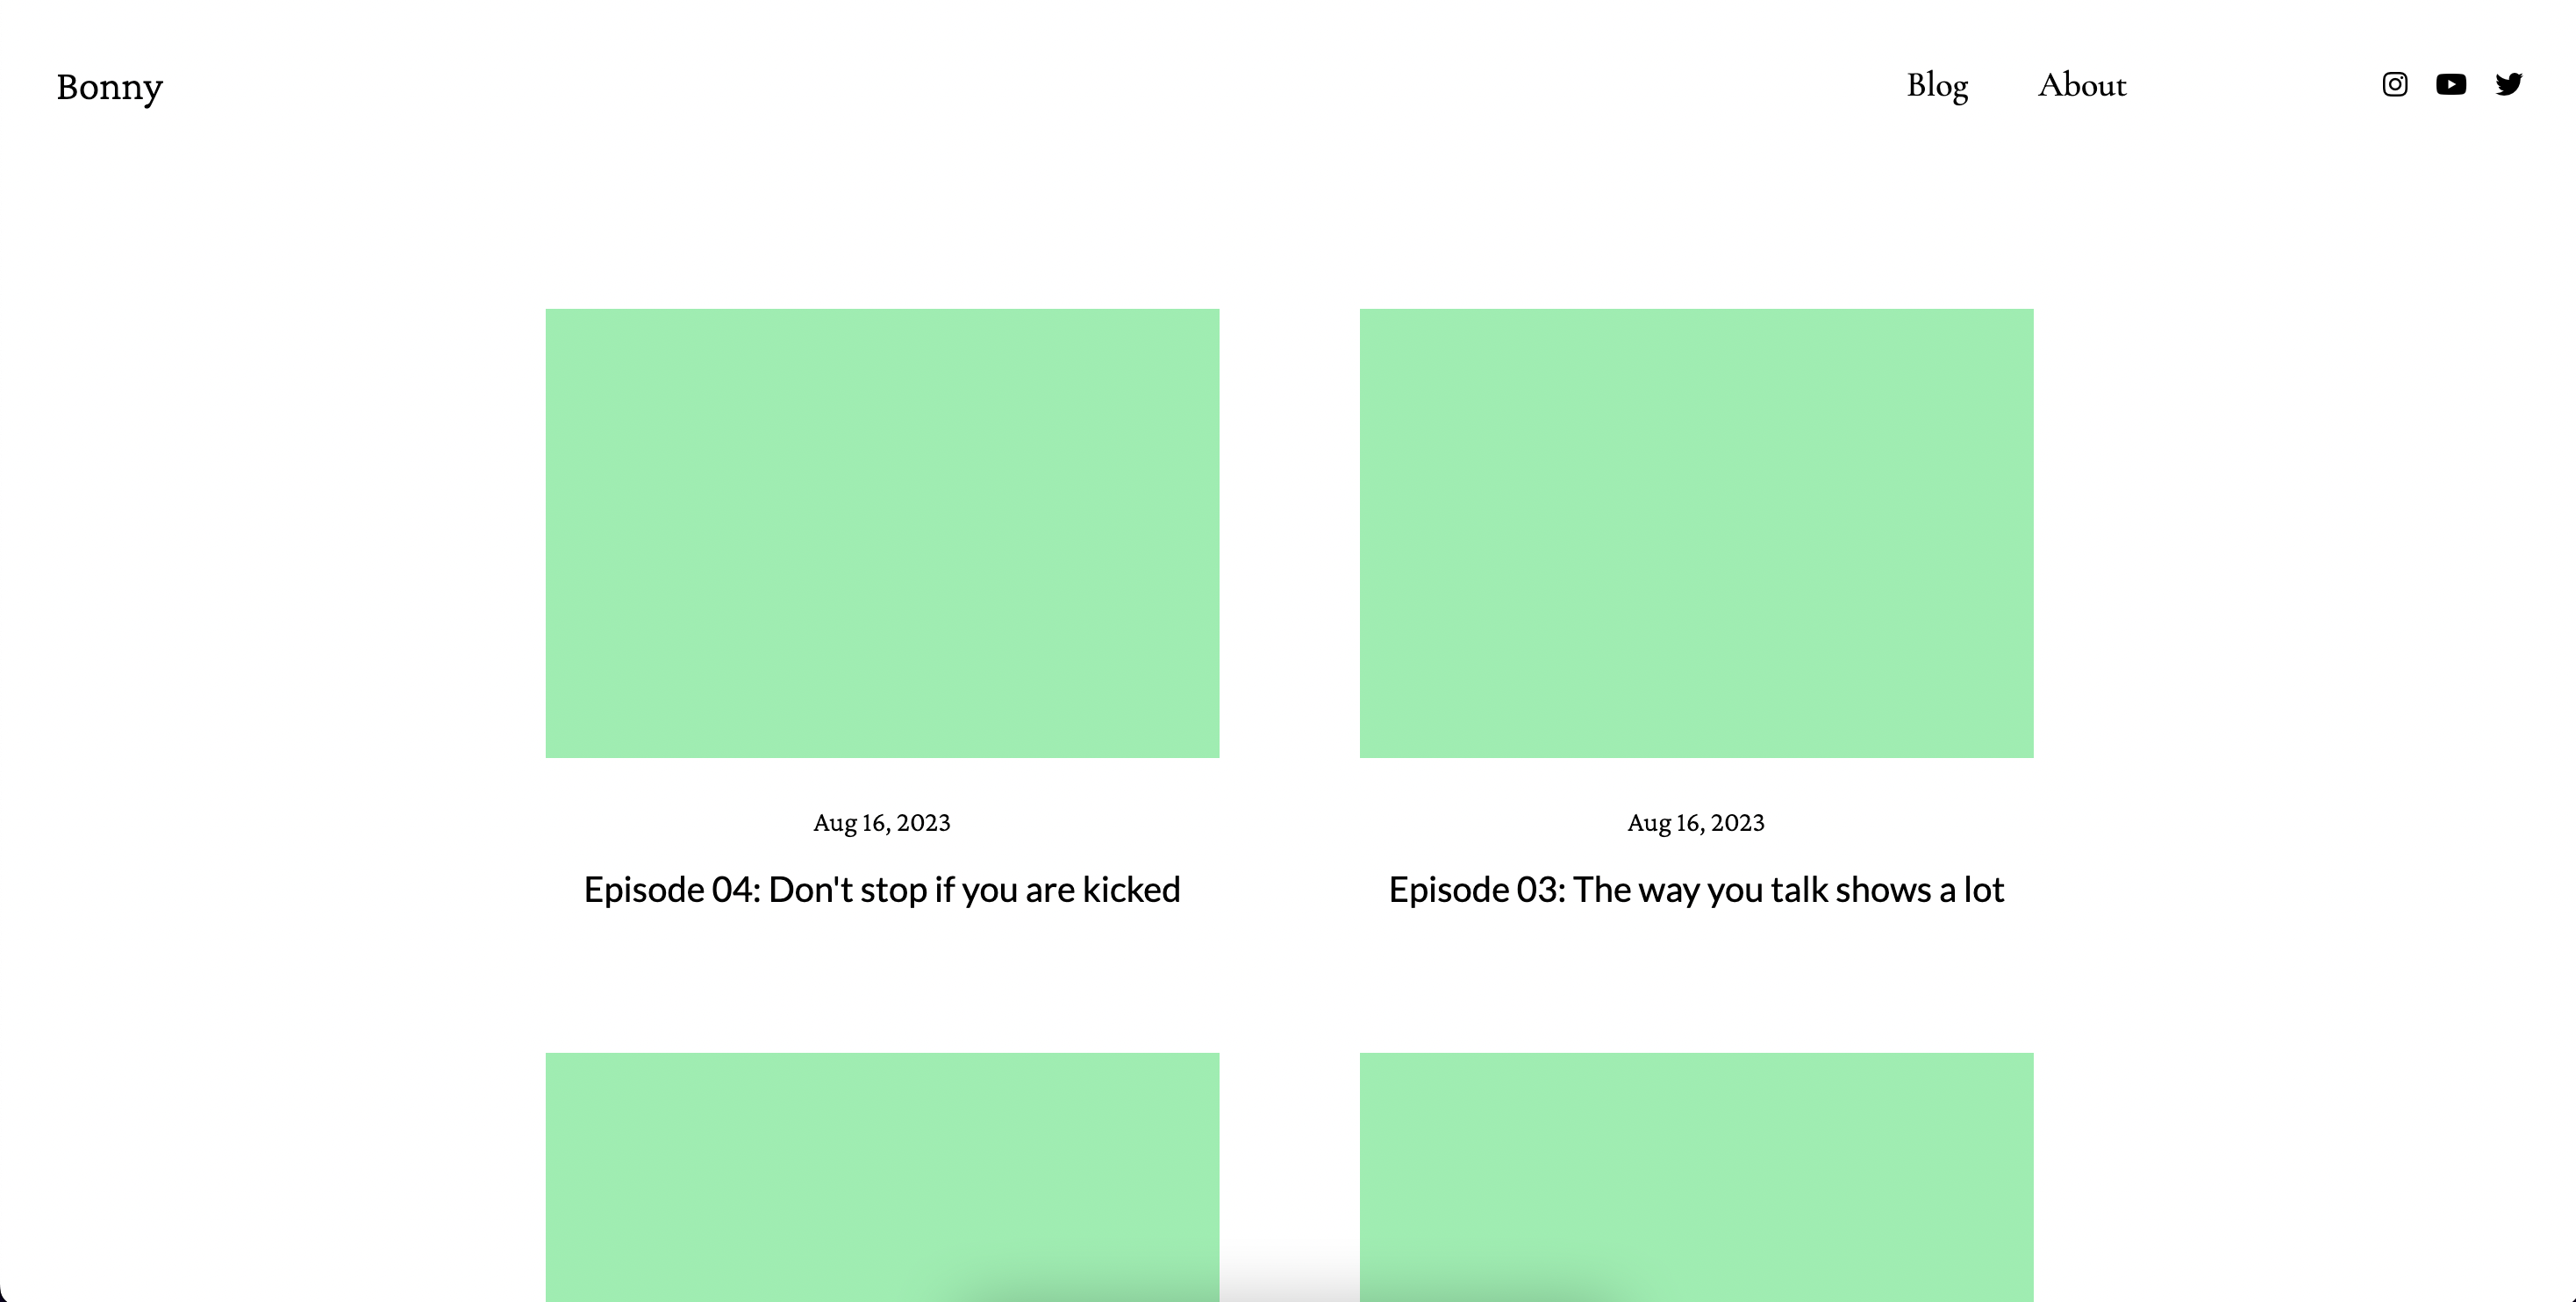 Bonny
Blog About
Aug 16, 2023
Episode 04: Don't stop if you are kicked
Aug 16, 2023
Episode 03: The way you talk shows a lot